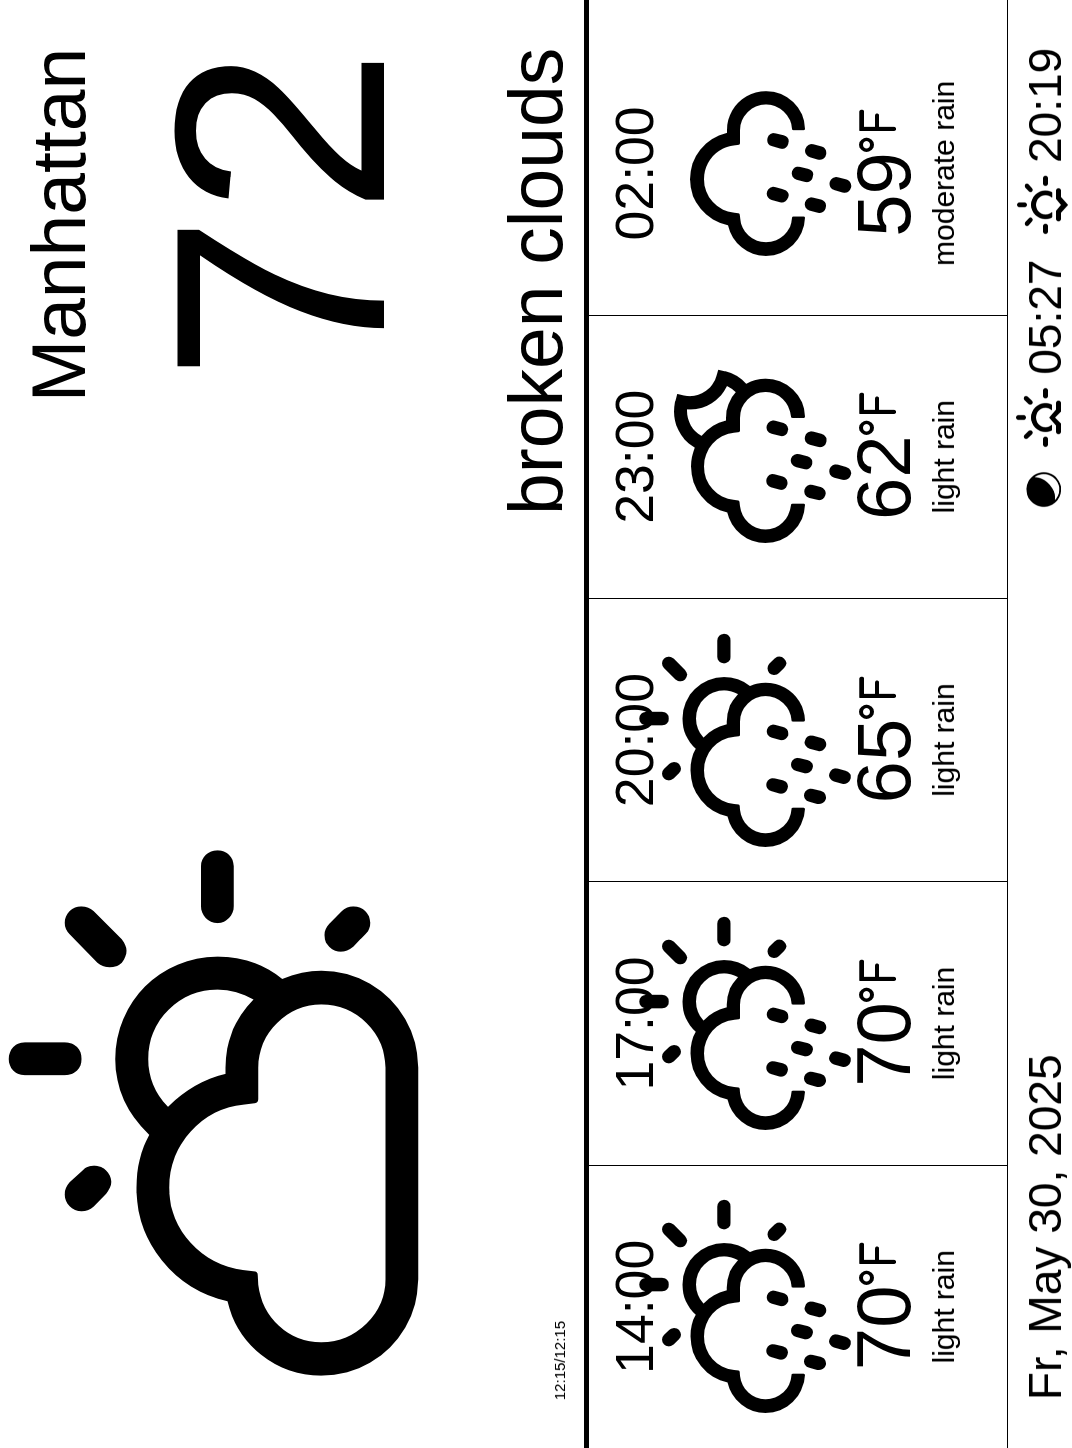 Manhattan
72
broken clouds
12:15/12:15
14:00
70°F
light rain
17:00
70°F
light rain
20:00
65°F
light rain
23:00
62°F
light rain
02:00
59°F
moderate rain
Fr, May 30, 2025
05:27 20:19